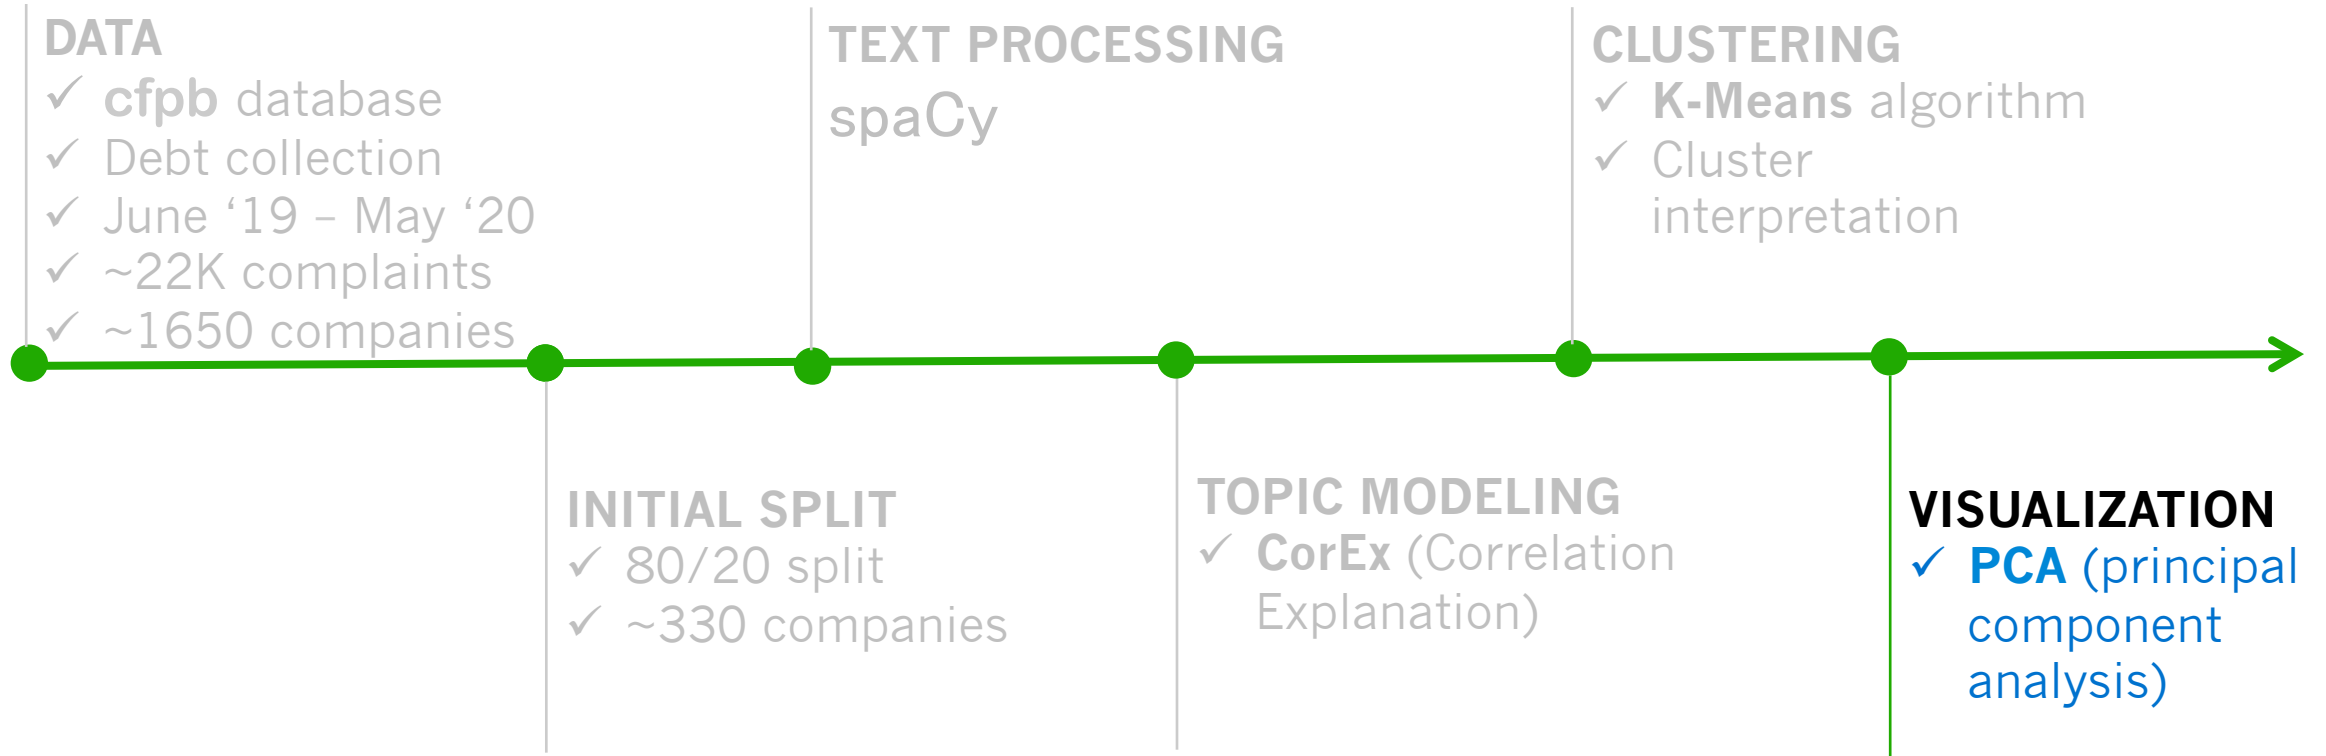 DATA
✓ cfpb database
✓ Debt collection
✓ June ‘19 – May ‘20
✓ ~22K complaints
✓ ~1650 companies
INITIAL SPLIT
✓ 80/20 split
✓ ~330 companies
TEXT PROCESSING
spaCy
TOPIC MODELING
✓ CorEx (Correlation
Explanation)
CLUSTERING
✓ K-Means algorithm
✓ Cluster
interpretation
VISUALIZATION
✓ PCA (principal
component
analysis)